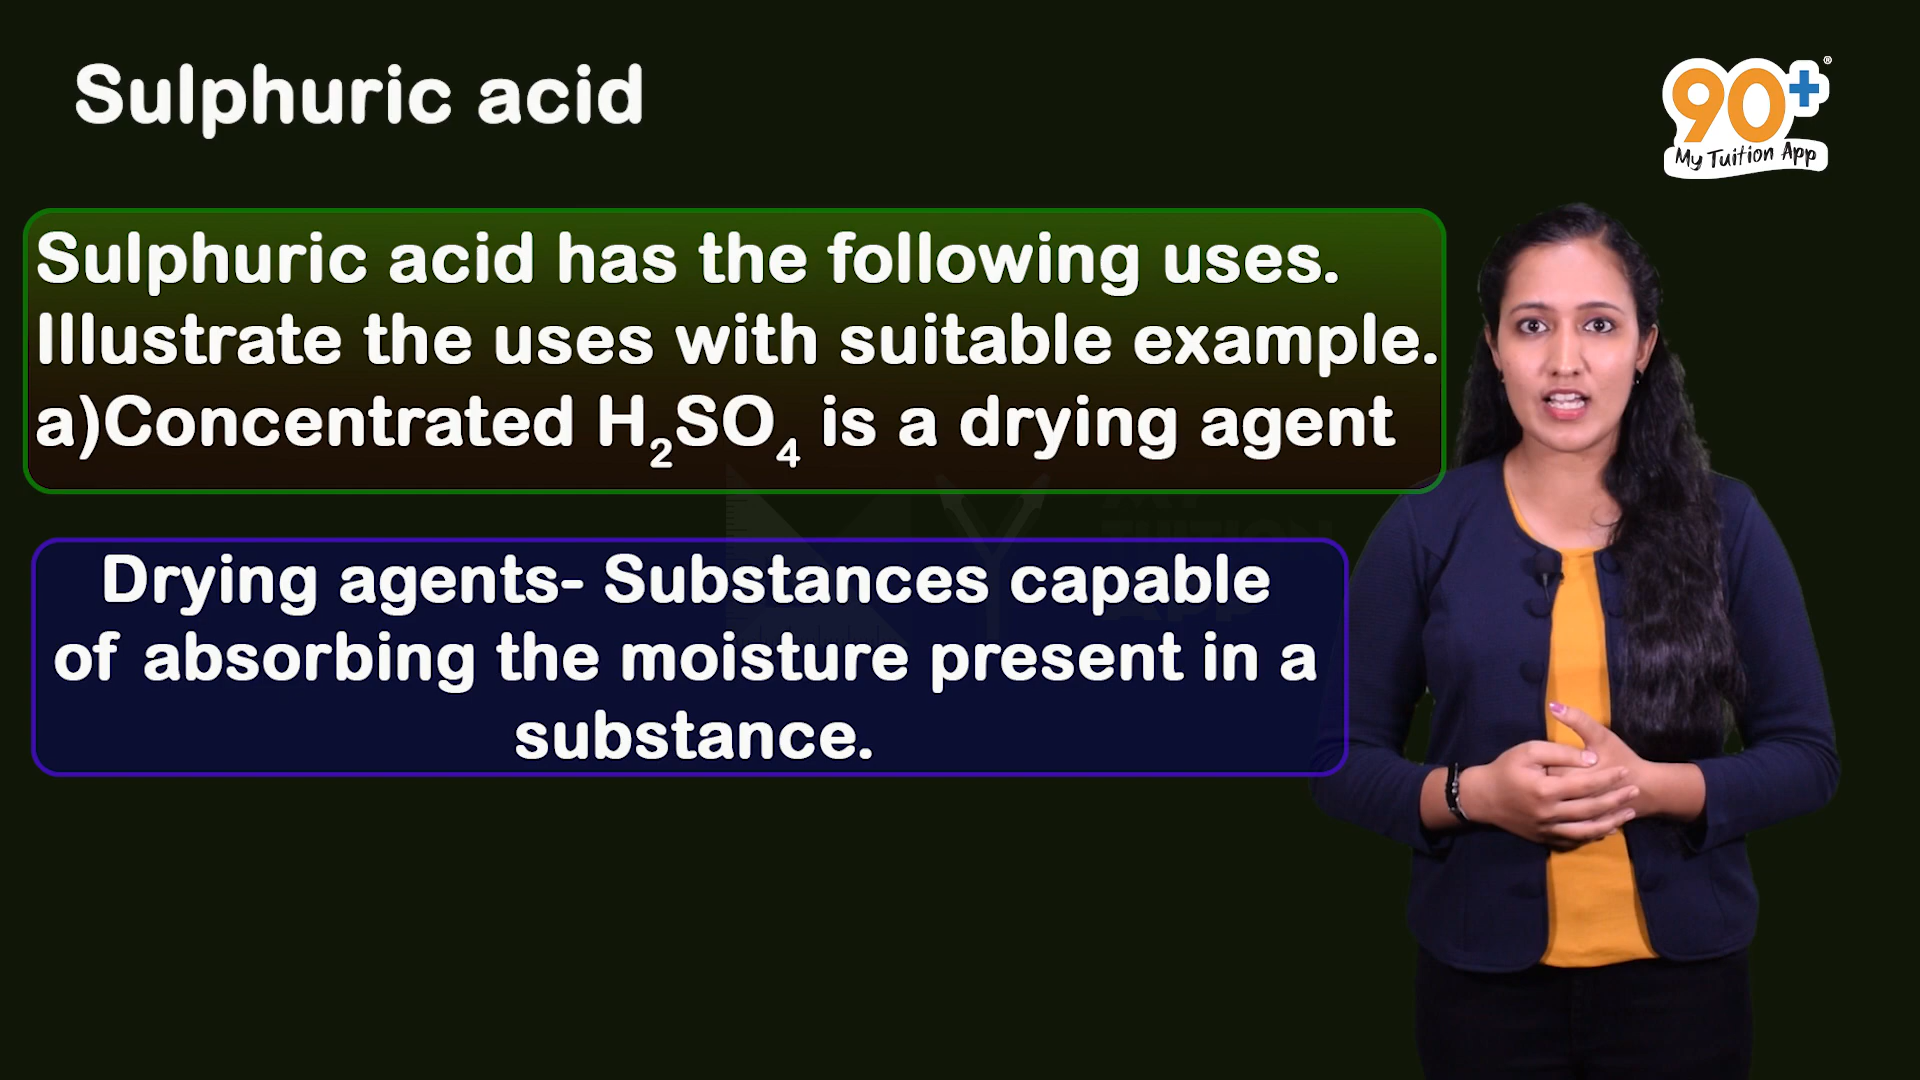 Sulphuric acid
90+
®
My Tuition App
Sulphuric acid has the following uses.
Illustrate the uses with suitable example.
a)Concentrated H₂SO₄ is a drying agent
Drying agents- Substances capable
of absorbing the moisture present in a
substance.